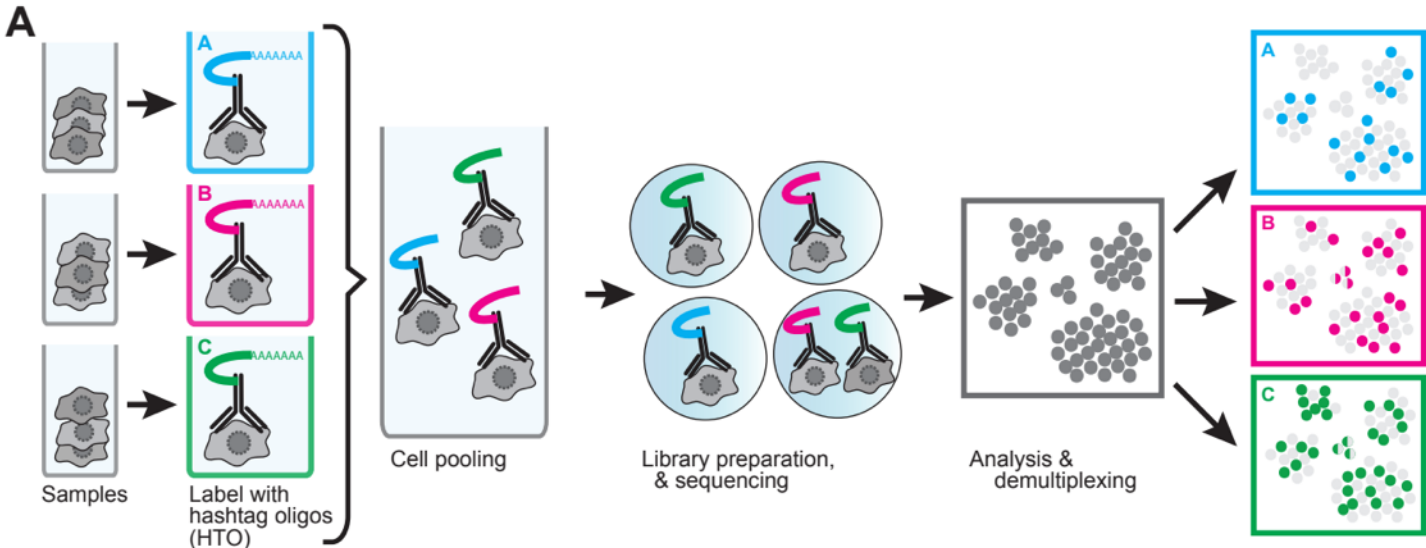 A
A
AAAAAAA
B
AAAAAAA
C
AAAAAAA
Samples
Label with
hashtag oligos
(HTO)
Cell pooling
Library preparation,
& sequencing
Analysis &
demultiplexing
A
B
C